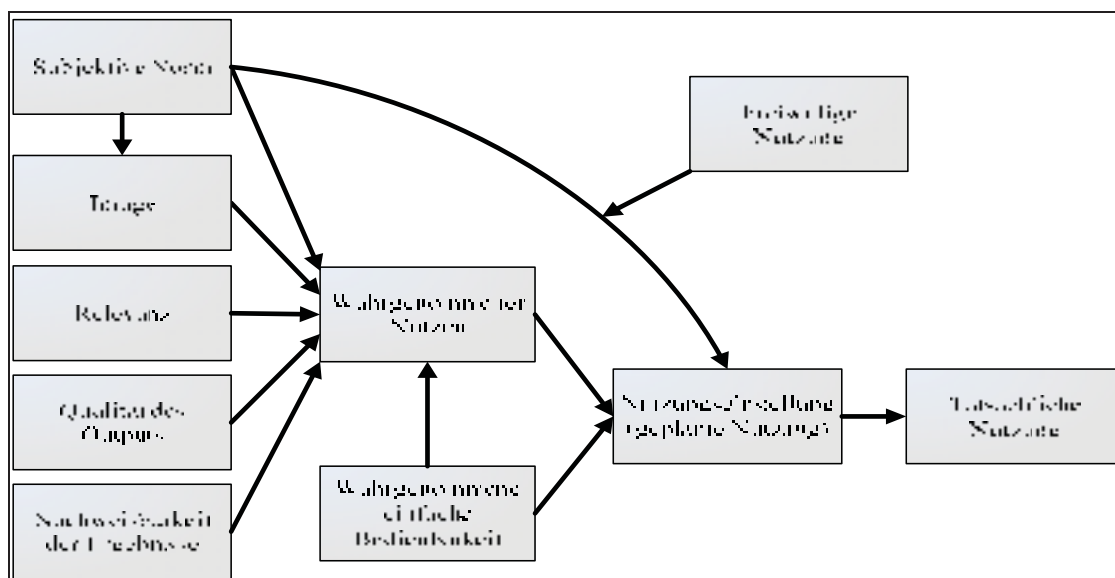 Subjektive Norm
Freiwillige
Nutzung
Image
Relevanz
Wahrgenommener
Nutzen
Qualität des
Outputs
Nutzungseinstellung
(geplante Nutzung)
Tatsächliche
Nutzung
Wahrgenommene
einfache
Bedienbarkeit
Nachweisbarkeit
der Ergebnisse